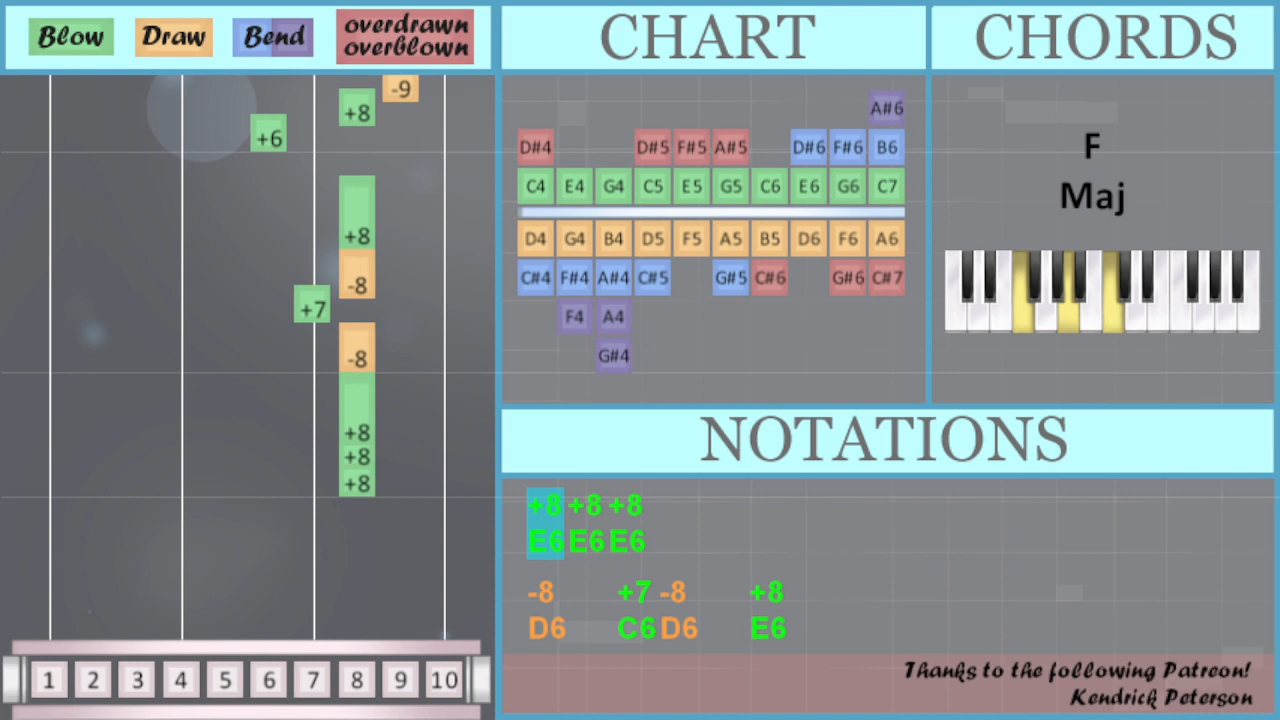 Blow Draw Bend overdrawn
overblown
CHART
CHORDS
-9
+8
+6
+8
-8
+7
-8
+8
+8
+8
1 2 3 4 5 6 7 8 9 10
A#6
D#4 D#5 F#5 A#5 D#6 F#6 B6
C4 E4 G4 C5 E5 G5 C6 E6 G6 C7
D4 G4 B4 D5 F5 A5 B5 D6 F6 A6
C#4 F#4 A#4 C#5 G#5 C#6 G#6 C#7
F4 A4
G#4
F
Maj
NOTATIONS
+8 +8 +8
E6 E6 E6
-8 +7 -8 +8
D6 C6 D6 E6
Thanks to the following Patreon!
Kendrick Peterson